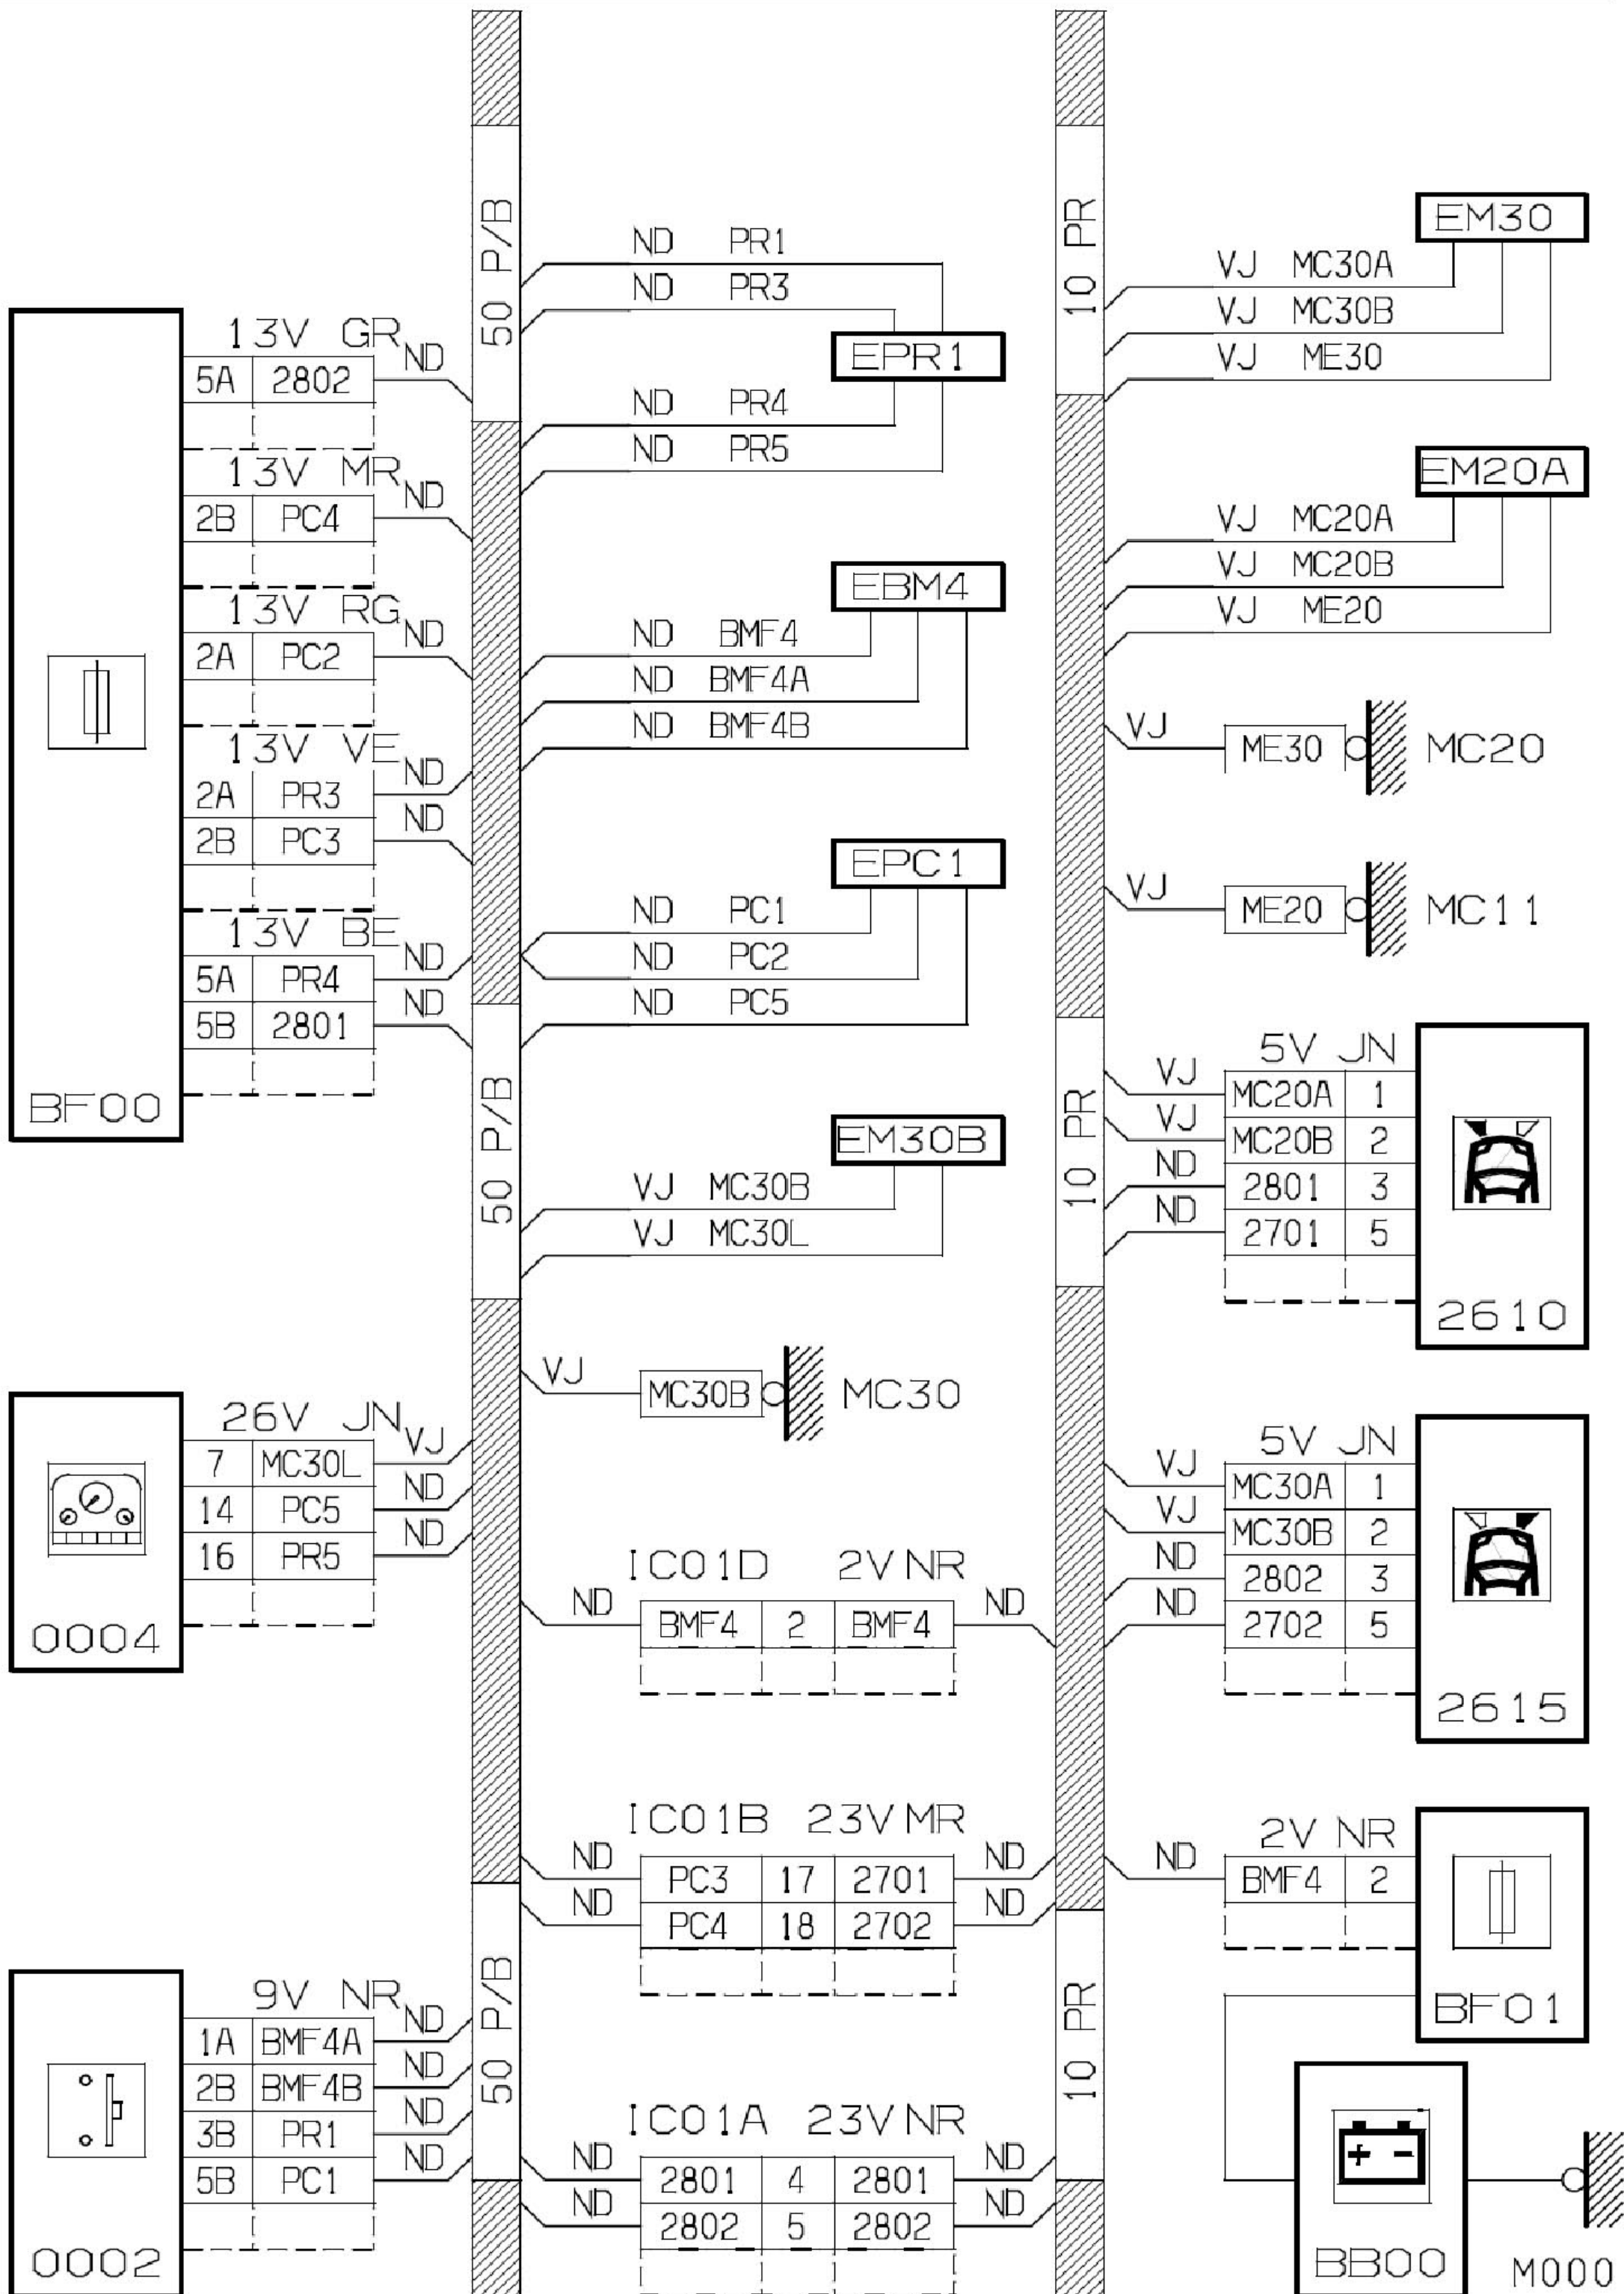 50 P/B
13V GR
5A 2802 ND
13V MR
2B PC4 ND
13V RG
2A PC2 ND
13V VE
2A PR3 ND
2B PC3 ND
13V BE
5A PR4 ND
5B 2801 ND
BF00
50 P/B
26V JN
7 MC30L VJ
14 PC5 ND
16 PR5 ND
0004
50 P/B
9V NR
1A BMF4A ND
2B BMF4B ND
3B PR1 ND
5B PC1 ND
0002
ND PR1
ND PR3
EPR1
ND PR4
ND PR5
EBM4
ND BMF4
ND BMF4A
ND BMF4B
EPC1
ND PC1
ND PC2
ND PC5
EM30B
VJ MC30B
VJ MC30L
VJ MC30B MC30
IC01D 2V NR
ND BMF4 2 BMF4 ND
IC01B 23V MR
ND PC3 17 2701 ND
ND PC4 18 2702 ND
IC01A 23V NR
ND 2801 4 2801 ND
ND 2802 5 2802 ND
10 PR
10 PR
10 PR
EM30
VJ MC30A
VJ MC30B
VJ ME30
EM20A
VJ MC20A
VJ MC20B
VJ ME20
VJ ME30 MC20
VJ ME20 MC11
5V JN
VJ MC20A 1
VJ MC20B 2
ND 2801 3
ND 2701 5
2610
5V JN
VJ MC30A 1
VJ MC30B 2
ND 2802 3
ND 2702 5
2615
2V NR
ND BMF4 2
BF01
+ -
BB00
M000